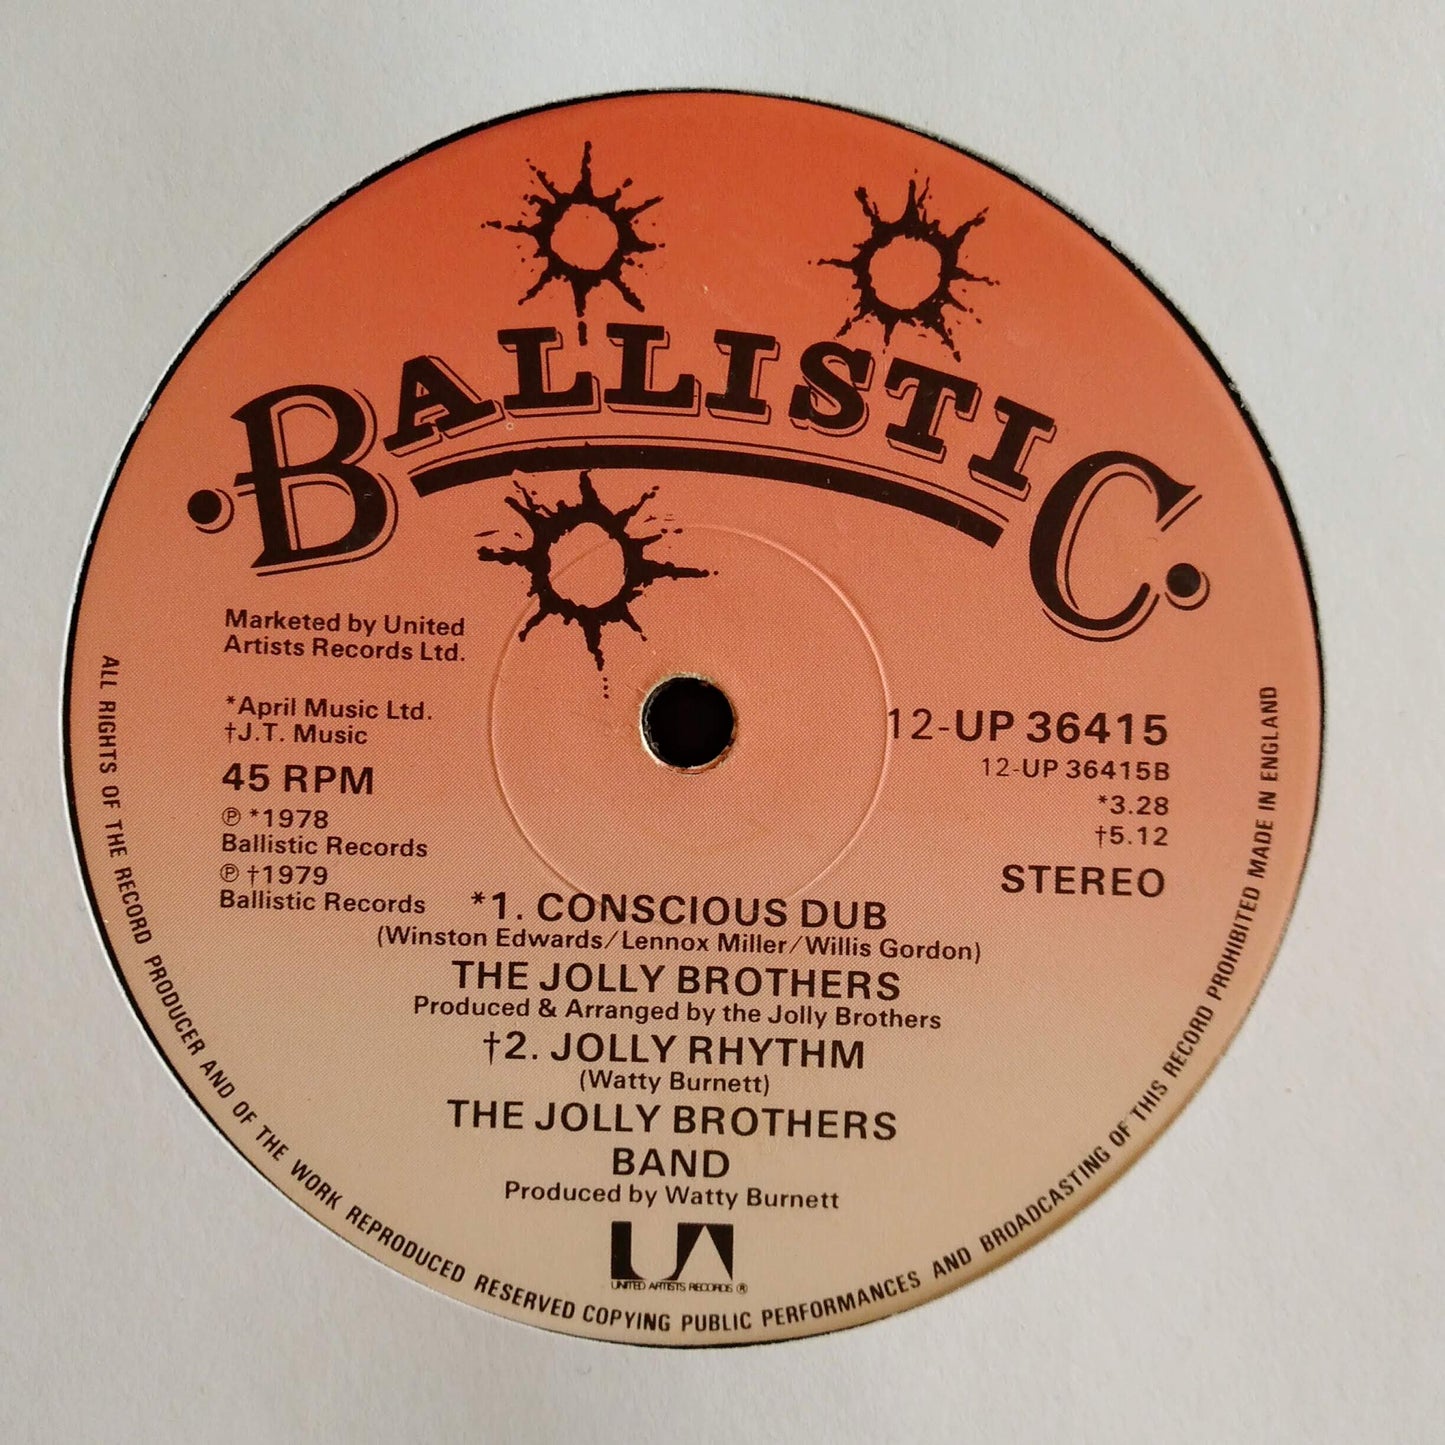 BALLISTIC
Marketed by United
Artists Records Ltd.
*April Music Ltd.
†J.T. Music
45 RPM
℗ *1978
Ballistic Records
℗ †1979
Ballistic Records
12-UP 36415
12-UP 36415B
*3.28
†5.12
STEREO
*1. CONSCIOUS DUB
(Winston Edwards/Lennox Miller/Willis Gordon)
THE JOLLY BROTHERS
Produced & Arranged by the Jolly Brothers
†2. JOLLY RHYTHM
(Watty Burnett)
THE JOLLY BROTHERS
BAND
Produced by Watty Burnett
UA
UNITED ARTISTS RECORDS ®
ALL RIGHTS OF THE RECORD PRODUCER AND OF THE WORK REPRODUCED RESERVED COPYING PUBLIC PERFORMANCES AND BROADCASTING OF THIS RECORD PROHIBITED MADE IN ENGLAND